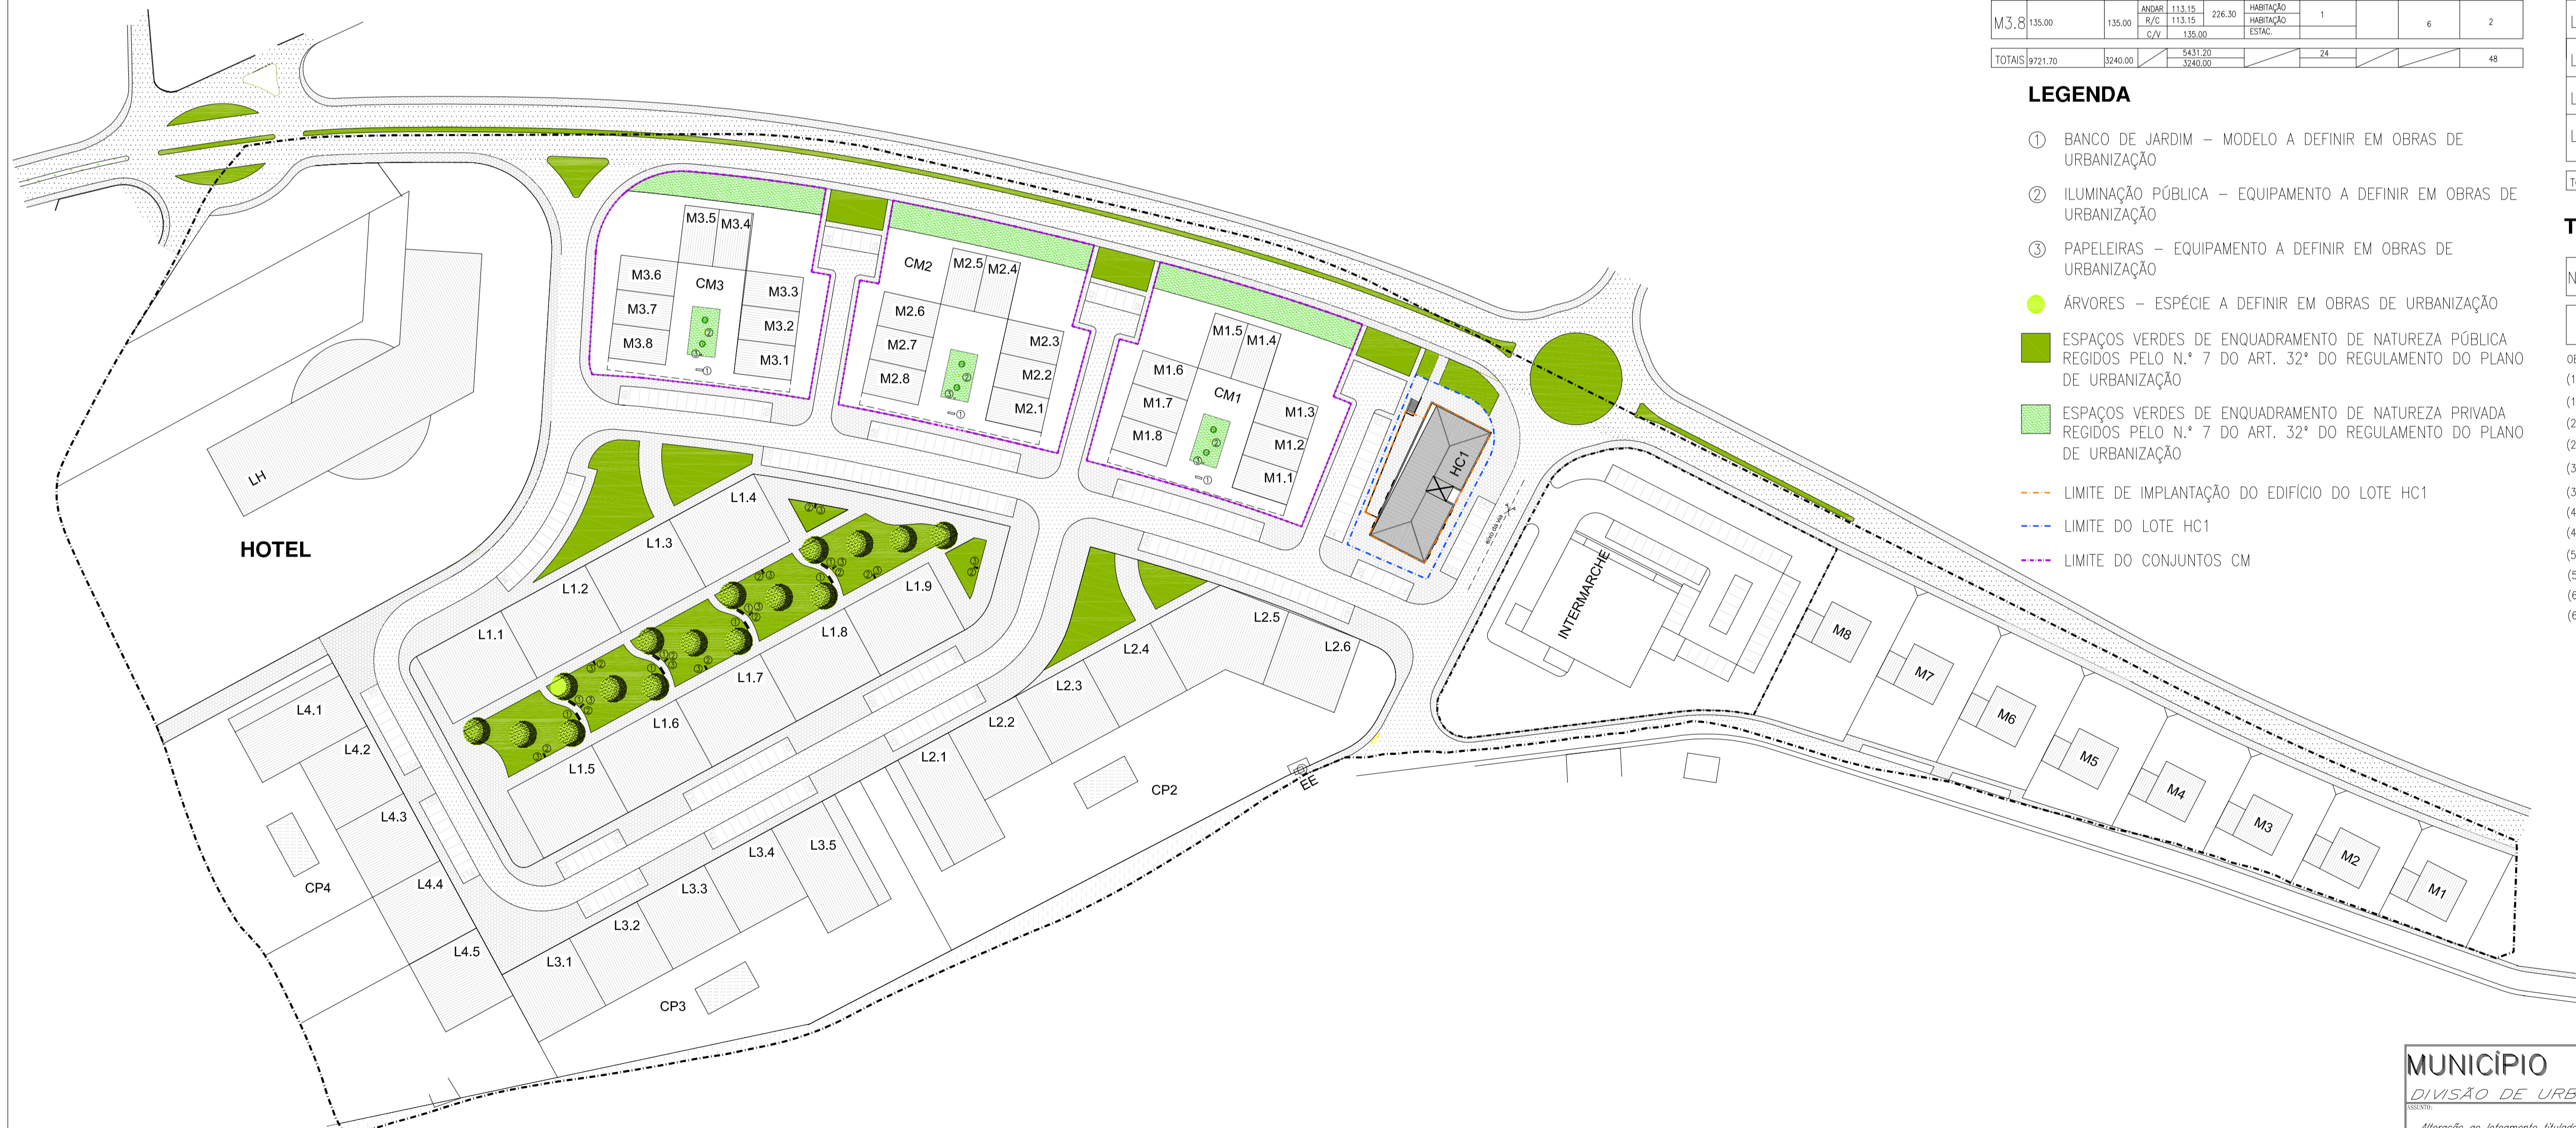 M3.8 135.00 135.00 ANDAR 113.15 226.30 HABITAÇÃO 1 6 2
R/C 113.15 HABITAÇÃO
C/V 135.00 ESTAC.
TOTAIS 9721.70 3240.00 5431.20 24 48
3240.00
LEGENDA
① BANCO DE JARDIM – MODELO A DEFINIR EM OBRAS DE
URBANIZAÇÃO
② ILUMINAÇÃO PÚBLICA – EQUIPAMENTO A DEFINIR EM OBRAS DE
URBANIZAÇÃO
③ PAPELEIRAS – EQUIPAMENTO A DEFINIR EM OBRAS DE
URBANIZAÇÃO
ÁRVORES – ESPÉCIE A DEFINIR EM OBRAS DE URBANIZAÇÃO
ESPAÇOS VERDES DE ENQUADRAMENTO DE NATUREZA PÚBLICA
REGIDOS PELO N.º 7 DO ART. 32º DO REGULAMENTO DO PLANO
DE URBANIZAÇÃO
ESPAÇOS VERDES DE ENQUADRAMENTO DE NATUREZA PRIVADA
REGIDOS PELO N.º 7 DO ART. 32º DO REGULAMENTO DO PLANO
DE URBANIZAÇÃO
LIMITE DE IMPLANTAÇÃO DO EDIFÍCIO DO LOTE HC1
LIMITE DO LOTE HC1
LIMITE DO CONJUNTOS CM
M3.5
M3.4
M3.6
CM3
M3.3
M3.7
M3.2
M3.8
M3.1
CM2
M2.5
M2.4
M2.6
M2.3
M2.7
M2.2
M2.8
M2.1
M1.5
M1.4
M1.6
CM1
M1.3
M1.7
M1.2
M1.8
M1.1
HC1
eixo da via
LH
HOTEL
INTERMARCHE
L1.4
L1.3
L1.2
L1.1
L1.9
L1.8
L1.7
L1.6
L1.5
L2.5
L2.6
L2.4
L2.3
L2.2
L2.1
CP2
EE
L4.1
L4.2
L4.3
L4.4
L4.5
CP4
L3.5
L3.4
L3.3
L3.2
L3.1
CP3
M8
M7
M6
M5
M4
M3
M2
M1
MUNICÍPIO
DIVISÃO DE URB
ASSUNTO:
Alteração ao loteamento titulad